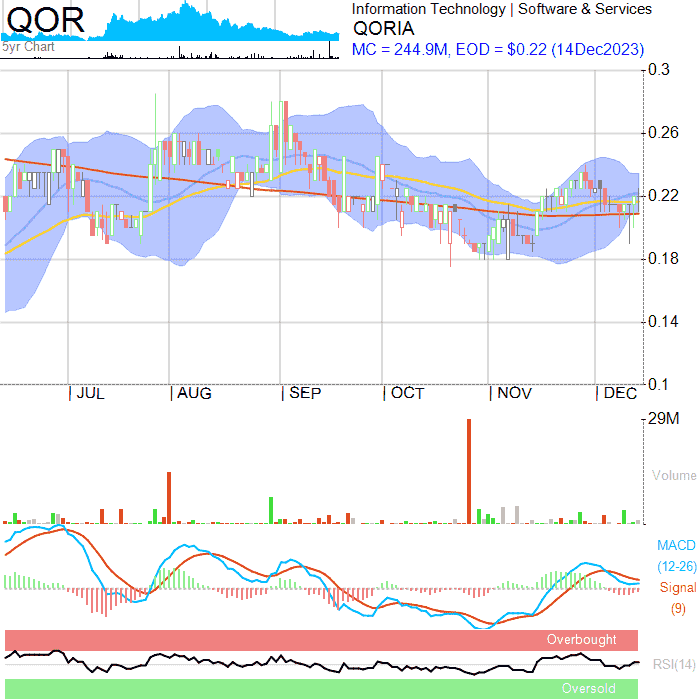 QOR
5yr Chart
Information Technology | Software & Services
QORIA
MC = 244.9M, EOD = $0.22 (14Dec2023)
0.3
0.26
0.22
0.18
0.14
0.1
| JUL | AUG | SEP | OCT | NOV | DEC
29M
Volume
MACD
(12-26)
Signal
(9)
Overbought
RSI(14)
Oversold